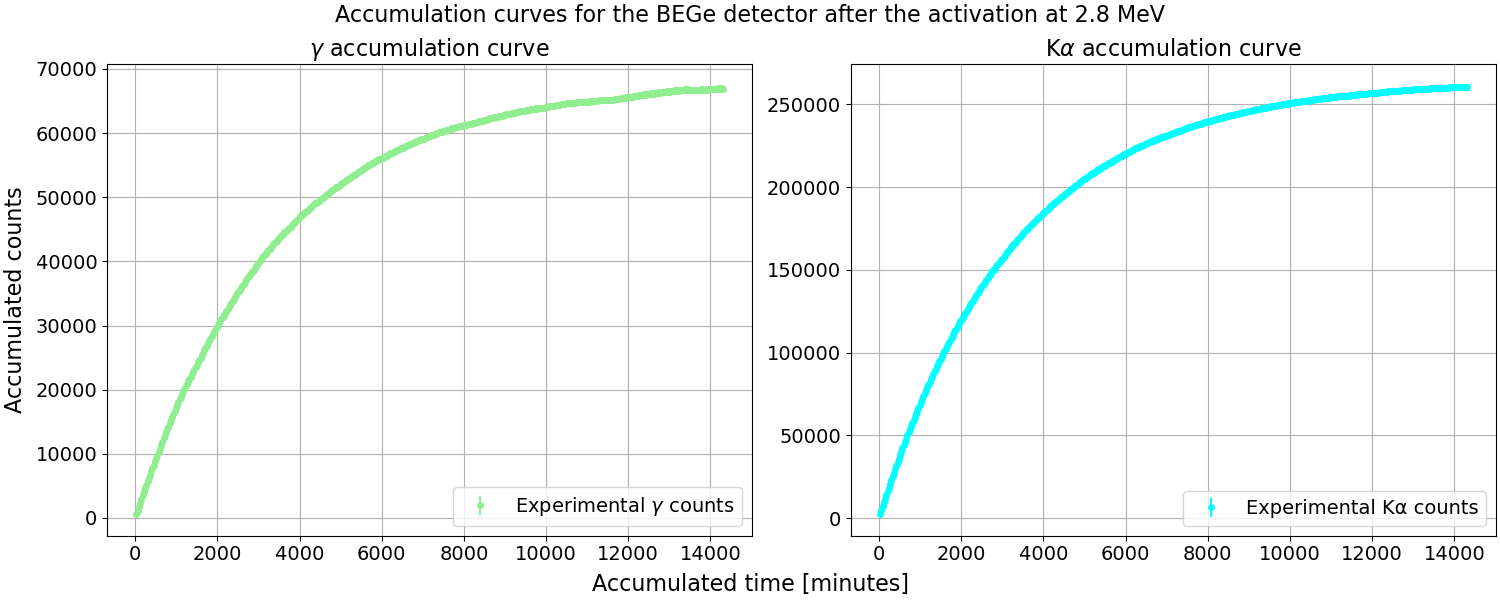 Accumulation curves for the BEGe detector after the activation at 2.8 MeV
γ accumulation curve
Kα accumulation curve
Accumulated counts
70000
60000
50000
40000
30000
20000
10000
0
250000
200000
150000
100000
50000
0
Experimental γ counts
Experimental Kα counts
0 2000 4000 6000 8000 10000 12000 14000
0 2000 4000 6000 8000 10000 12000 14000
Accumulated time [minutes]